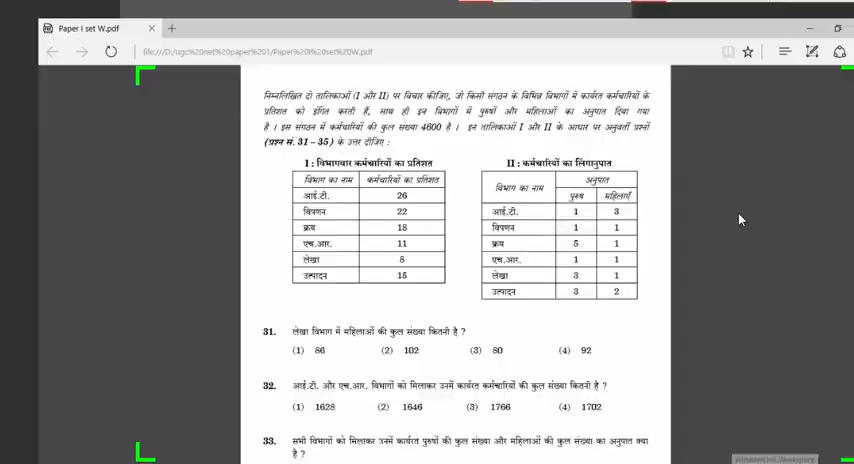 Paper I set W.pdf
file:///D:/ugc%20net%20paper%201/Paper%20I%20set%20W.pdf
निम्नलिखित दो तालिकाओं (I और II) पर विचार कीजिए, जो किसी संगठन के विभिन्न विभागों में कार्यरत कर्मचारियों के
प्रतिशत को इंगित करती हैं, साथ ही इन विभागों में पुरुषों और महिलाओं का अनुपात दिया गया
है । इस संगठन में कर्मचारियों की कुल संख्या 4600 है । इन तालिकाओं I और II के आधार पर अनुवर्ती प्रश्नों
(प्रश्न सं. 31 – 35) के उत्तर दीजिए :
I : विभागवार कर्मचारियों का प्रतिशत
विभाग का नाम कर्मचारियों का प्रतिशत
आई.टी. 26
विपणन 22
क्रय 18
एच.आर. 11
लेखा 8
उत्पादन 15
II : कर्मचारियों का लिंगानुपात
विभाग का नाम अनुपात
पुरुष महिलाएँ
आई.टी. 1 3
विपणन 1 1
क्रय 5 1
एच.आर. 1 1
लेखा 3 1
उत्पादन 3 2
31. लेखा विभाग में महिलाओं की कुल संख्या कितनी है ?
(1) 86 (2) 102 (3) 80 (4) 92
32. आई.टी. और एच.आर. विभागों को मिलाकर उनमें कार्यरत कर्मचारियों की कुल संख्या कितनी है ?
(1) 1628 (2) 1646 (3) 1766 (4) 1702
33. सभी विभागों को मिलाकर उनमें कार्यरत पुरुषों की कुल संख्या और महिलाओं की कुल संख्या का अनुपात क्या
है ?